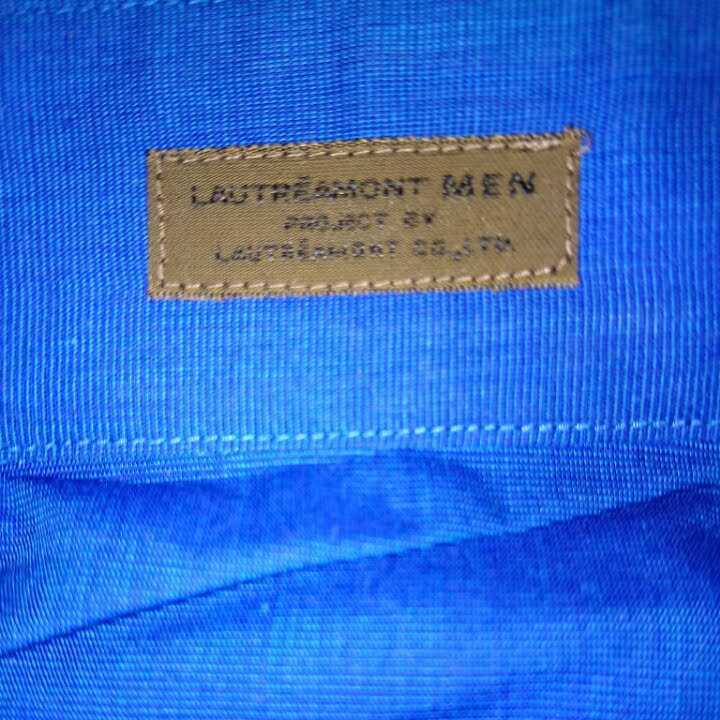 LAUTRÉAMONT MEN
PROJECT BY
LAUTRÉAMONT CO.,LTD.